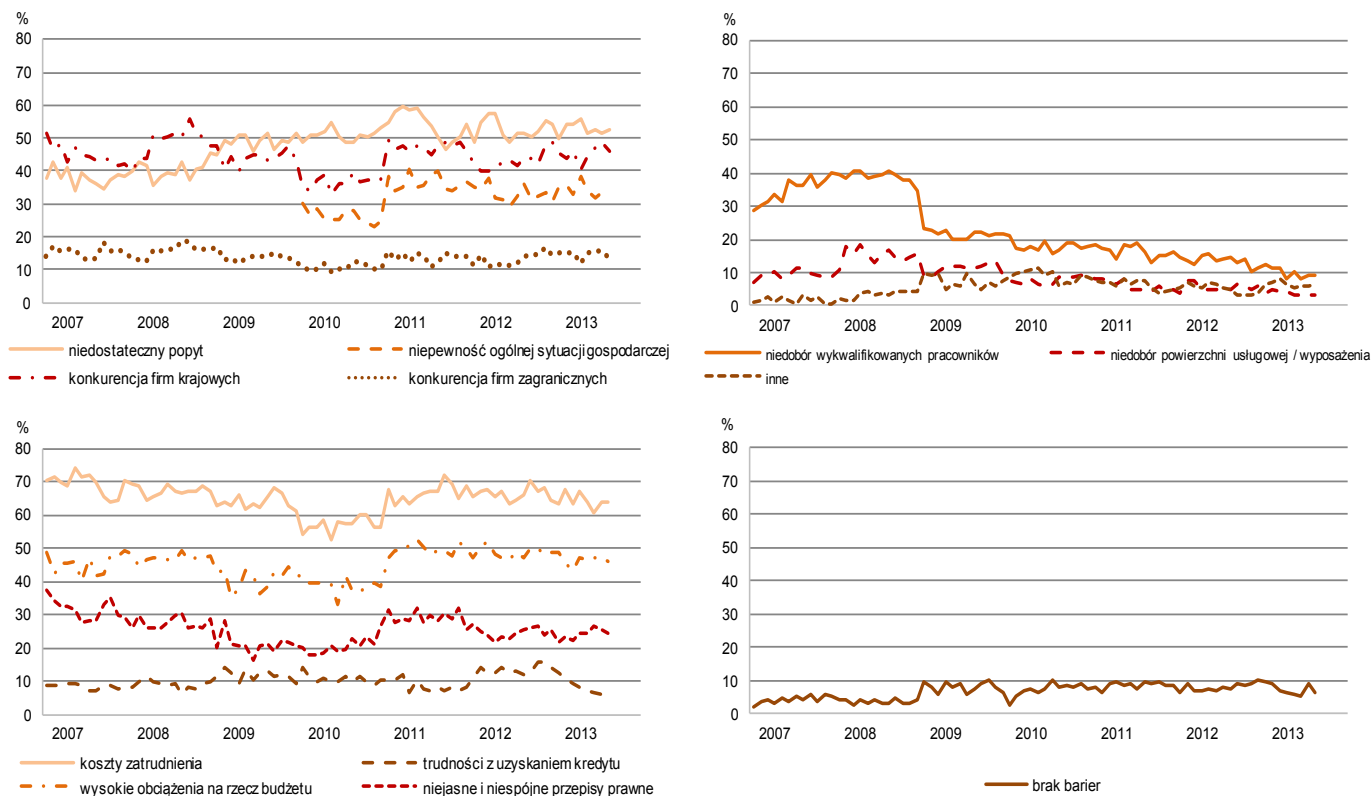 %
80
70
60
50
40
30
20
10
0
2007 2008 2009 2010 2011 2012 2013
niedostateczny popyt
niepewność ogólnej sytuacji gospodarczej
konkurencja firm krajowych
konkurencja firm zagranicznych
%
80
70
60
50
40
30
20
10
0
2007 2008 2009 2010 2011 2012 2013
niedobór wykwalifikowanych pracowników
niedobór powierzchni usługowej / wyposażenia
inne
%
80
70
60
50
40
30
20
10
0
2007 2008 2009 2010 2011 2012 2013
koszty zatrudnienia
trudności z uzyskaniem kredytu
wysokie obciążenia na rzecz budżetu
niejasne i niespójne przepisy prawne
%
80
70
60
50
40
30
20
10
0
2007 2008 2009 2010 2011 2012 2013
brak barier